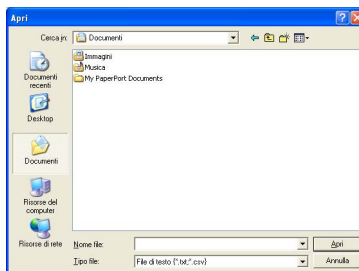 Apri
Cerca in: Documenti
Immagini
Musica
My PaperPort Documents
Documenti
recenti
Desktop
Documenti
Risorse del
computer
Risorse di rete
Nome file: Apri
Tipo file: File di testo (*.txt;*.csv) Annulla